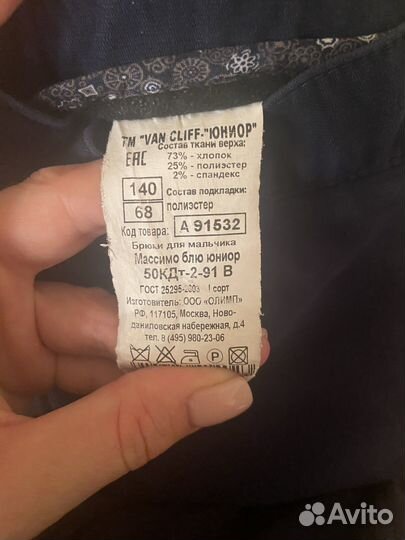 ТМ "VAN CLIFF-"ЮНИОР"
Состав ткани верха:
73% - хлопок
25% - полиэстер
2% - спандекс
ЕАС
140
68
Состав подкладки:
полиэстер
Код товара: А 91532
Брюки для мальчика
Массимо блю юниор
50КДт-2-91 В
ГОСТ 25295-2003 I сорт
Изготовитель: ООО «ОЛИМП»
РФ, 117105, Москва, Ново-
даниловская набережная, д.4
тел. 8 (495) 980-23-06
P
Avito